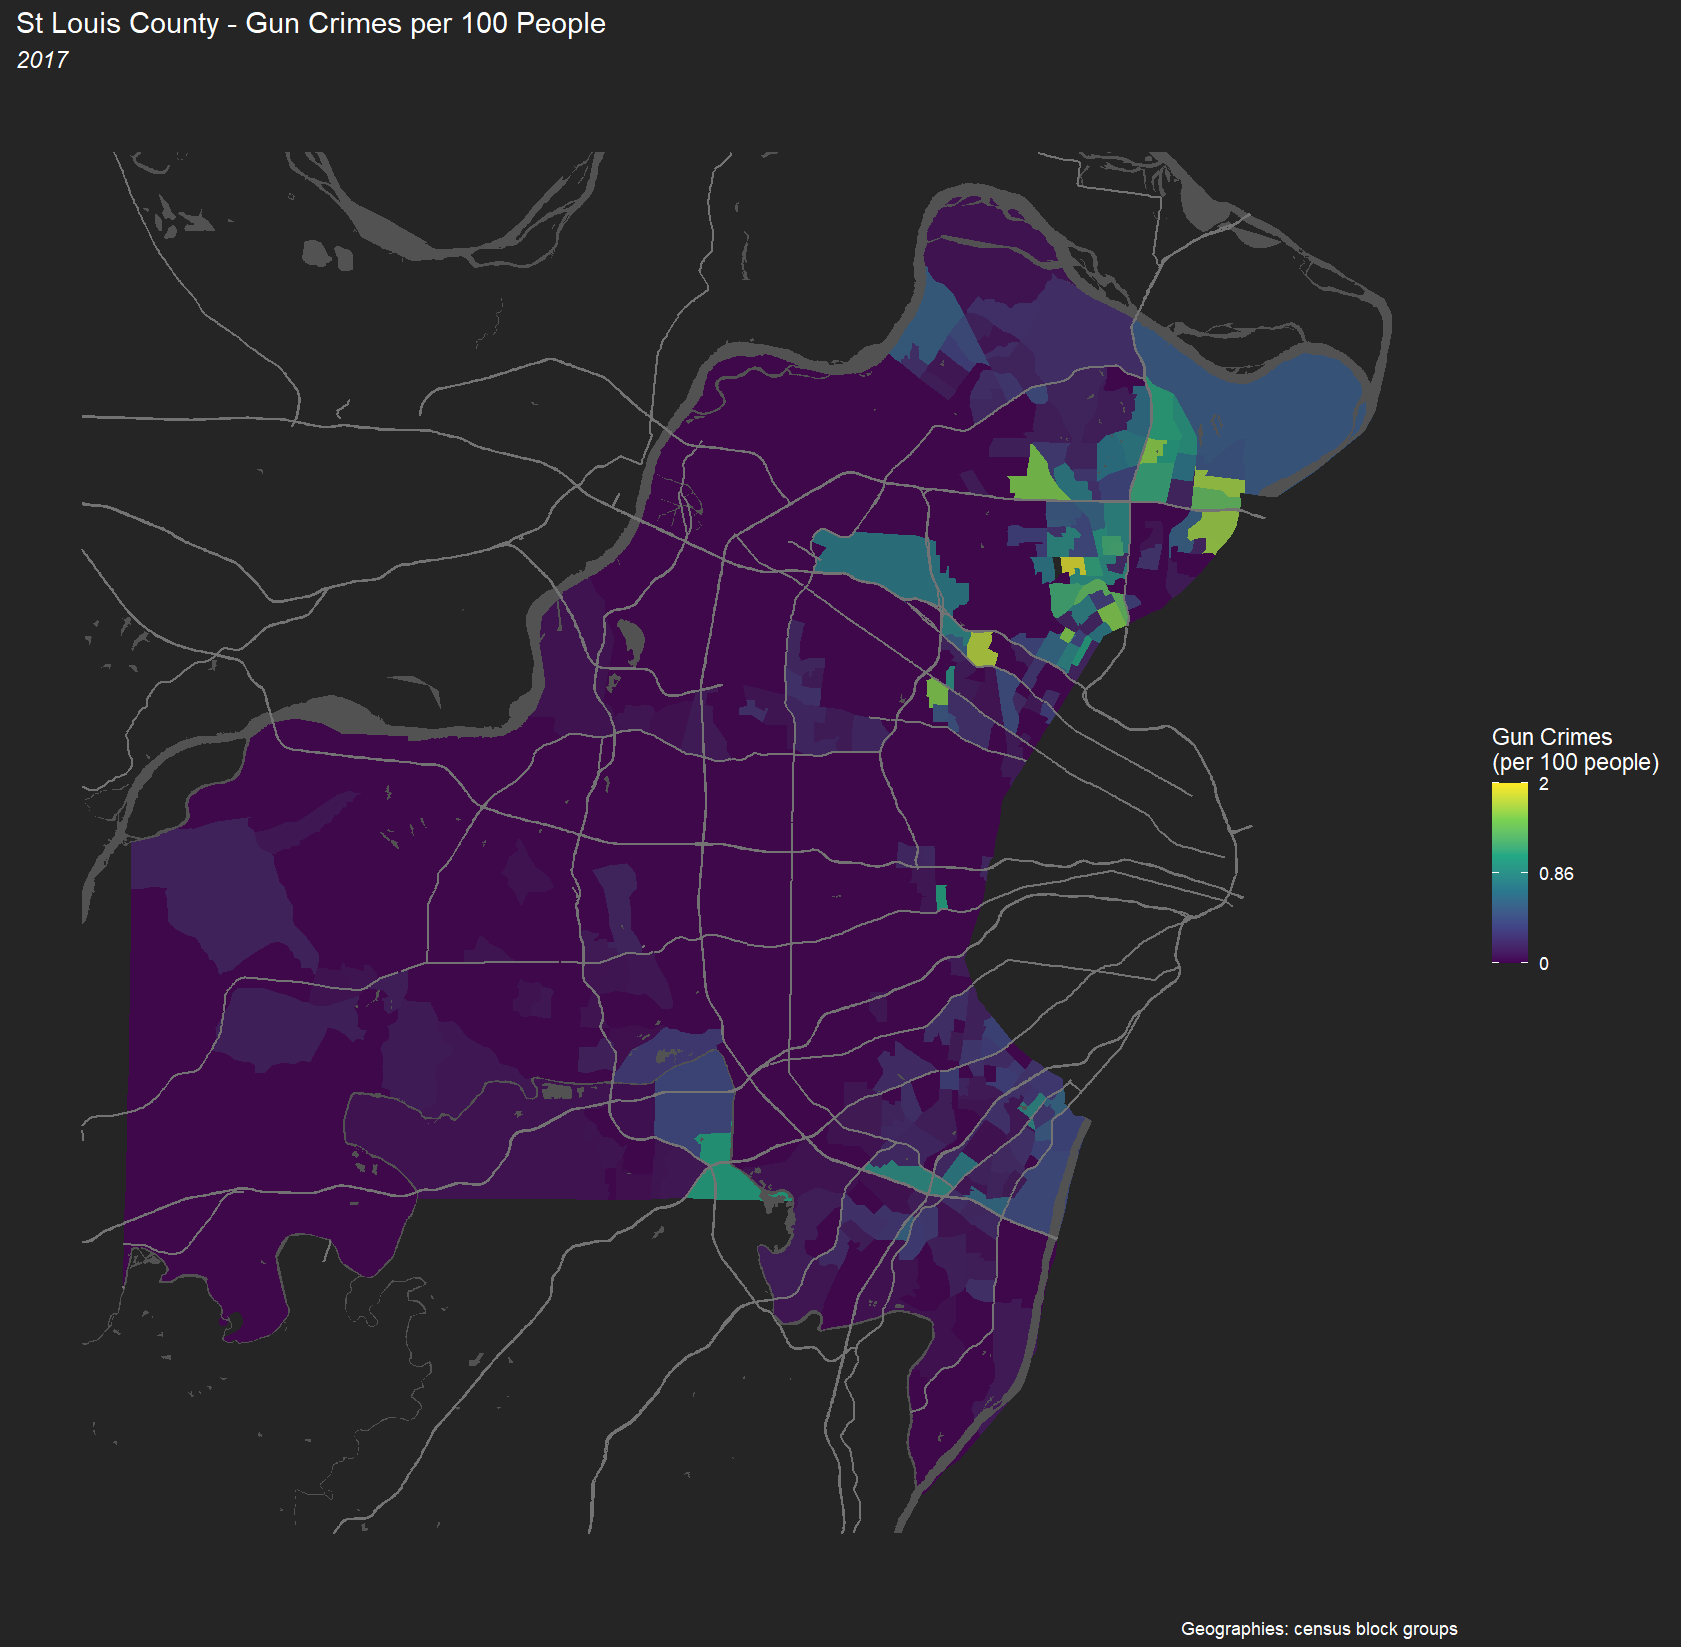 St Louis County - Gun Crimes per 100 People
2017
Gun Crimes
(per 100 people)
2
0.86
0
Geographies: census block groups